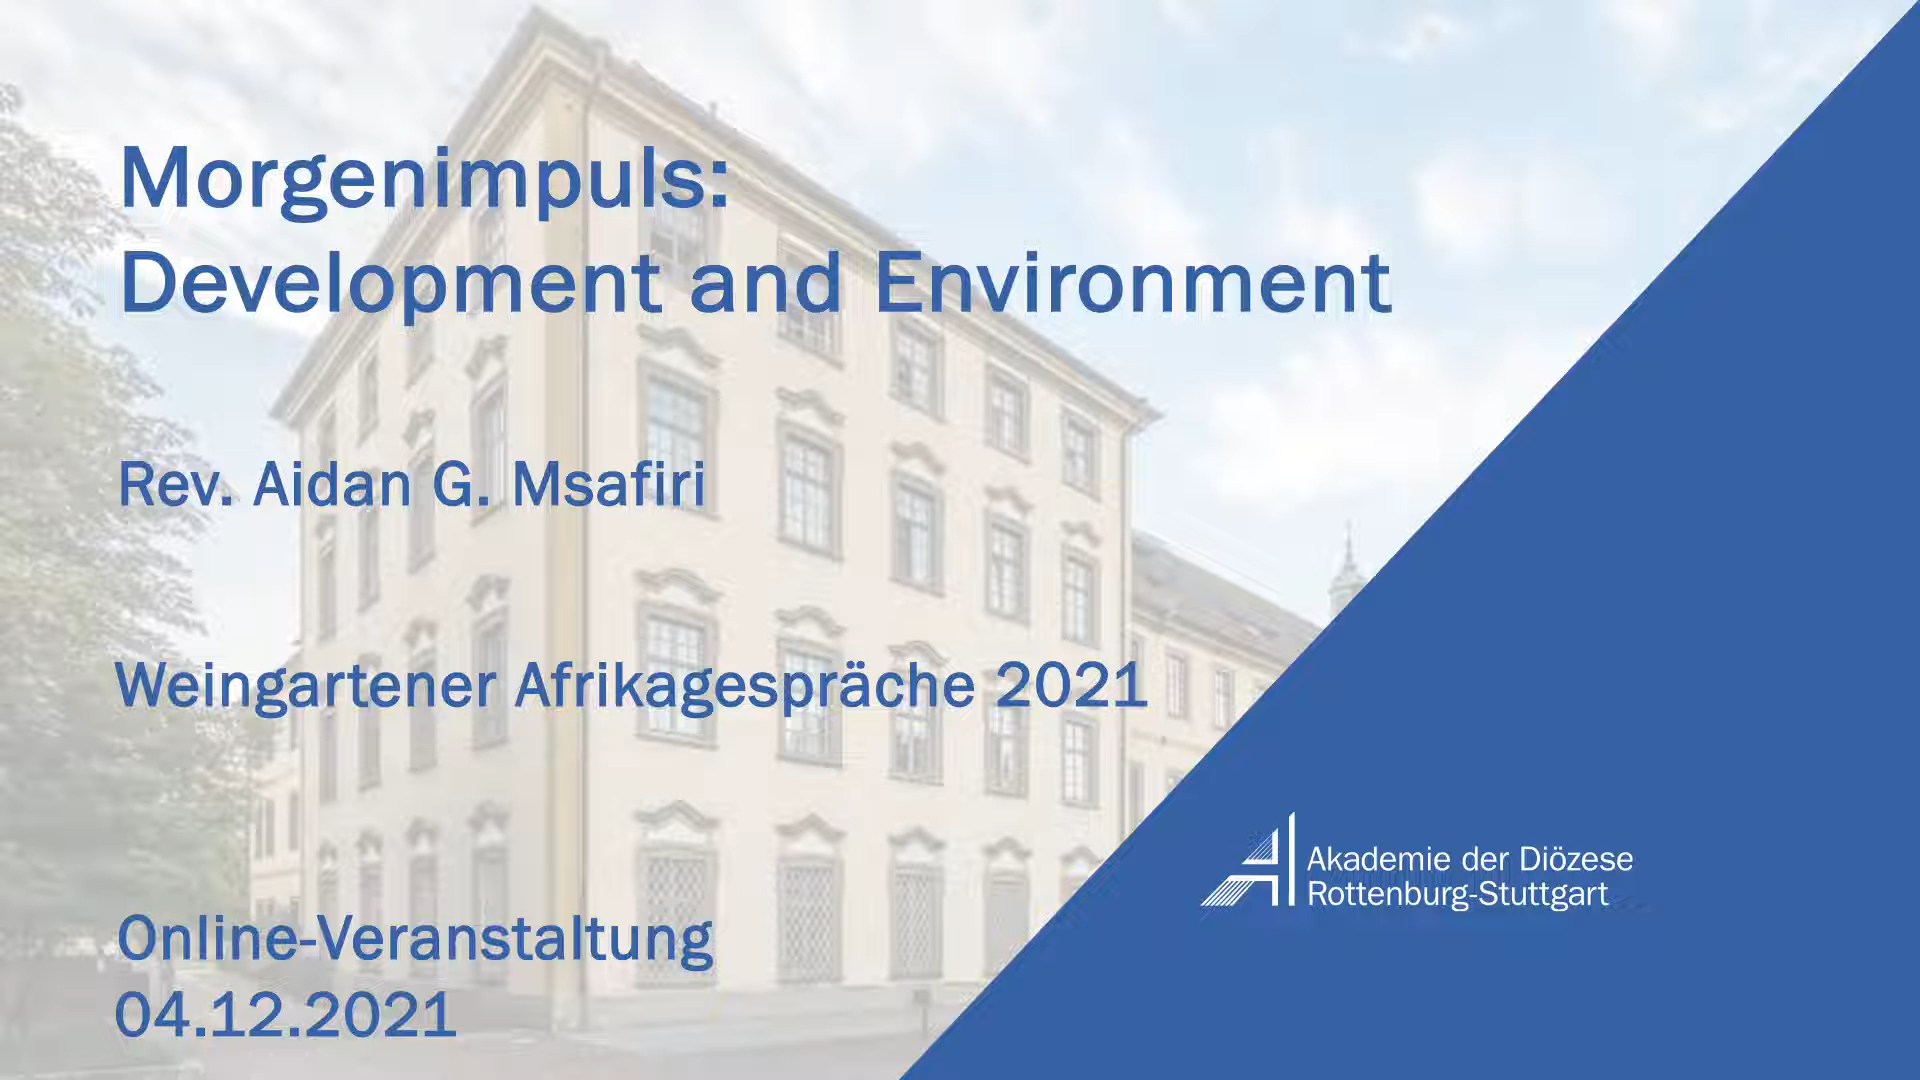 Morgenimpuls:
Development and Environment
Rev. Aidan G. Msafiri
Weingartener Afrikagespräche 2021
Online-Veranstaltung
04.12.2021
Akademie der Diözese
Rottenburg-Stuttgart